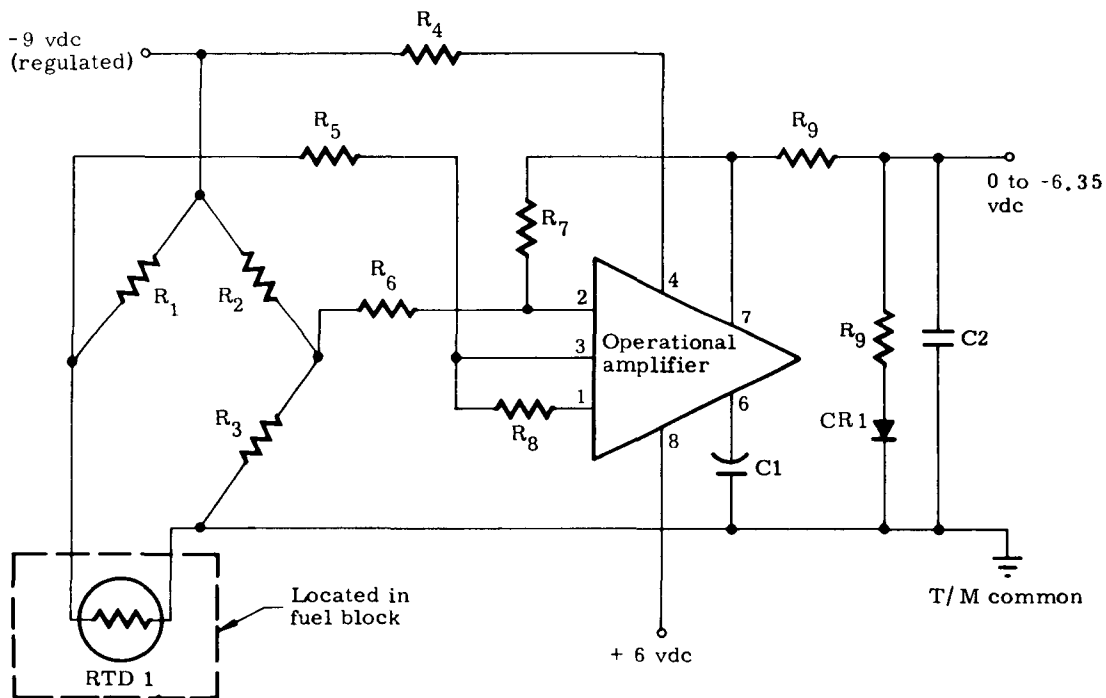 R4
-9 vdc
(regulated)
R5
R9
0 to -6.35
vdc
R7
R6
R1
R2
2
4
7
Operational
amplifier
3
R9
C2
1
6
R3
R8
8
CR1
C1
Located in
fuel block
T/M common
+ 6 vdc
RTD 1